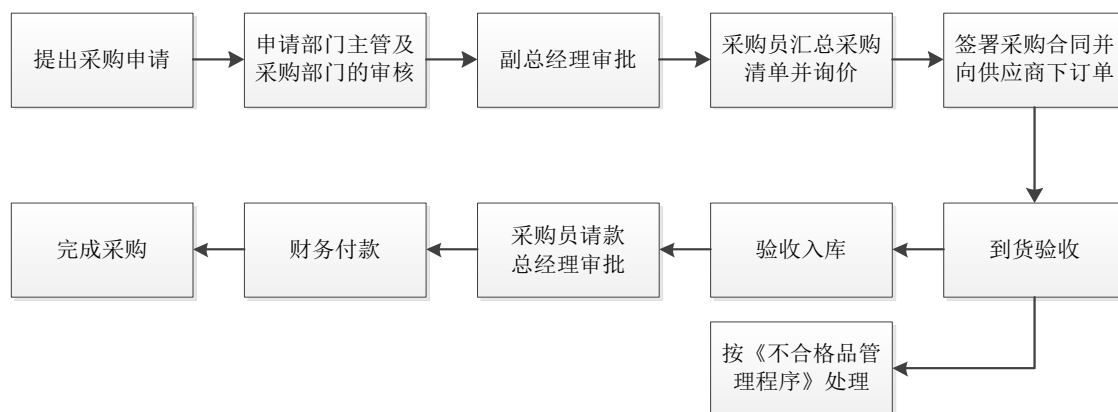 提出采购申请
申请部门主管及
采购部门的审核
副总经理审批
采购员汇总采购
清单并询价
签署采购合同并
向供应商下订单
到货验收
验收入库
采购员请款
总经理审批
财务付款
完成采购
按《不合格品管
理程序》处理